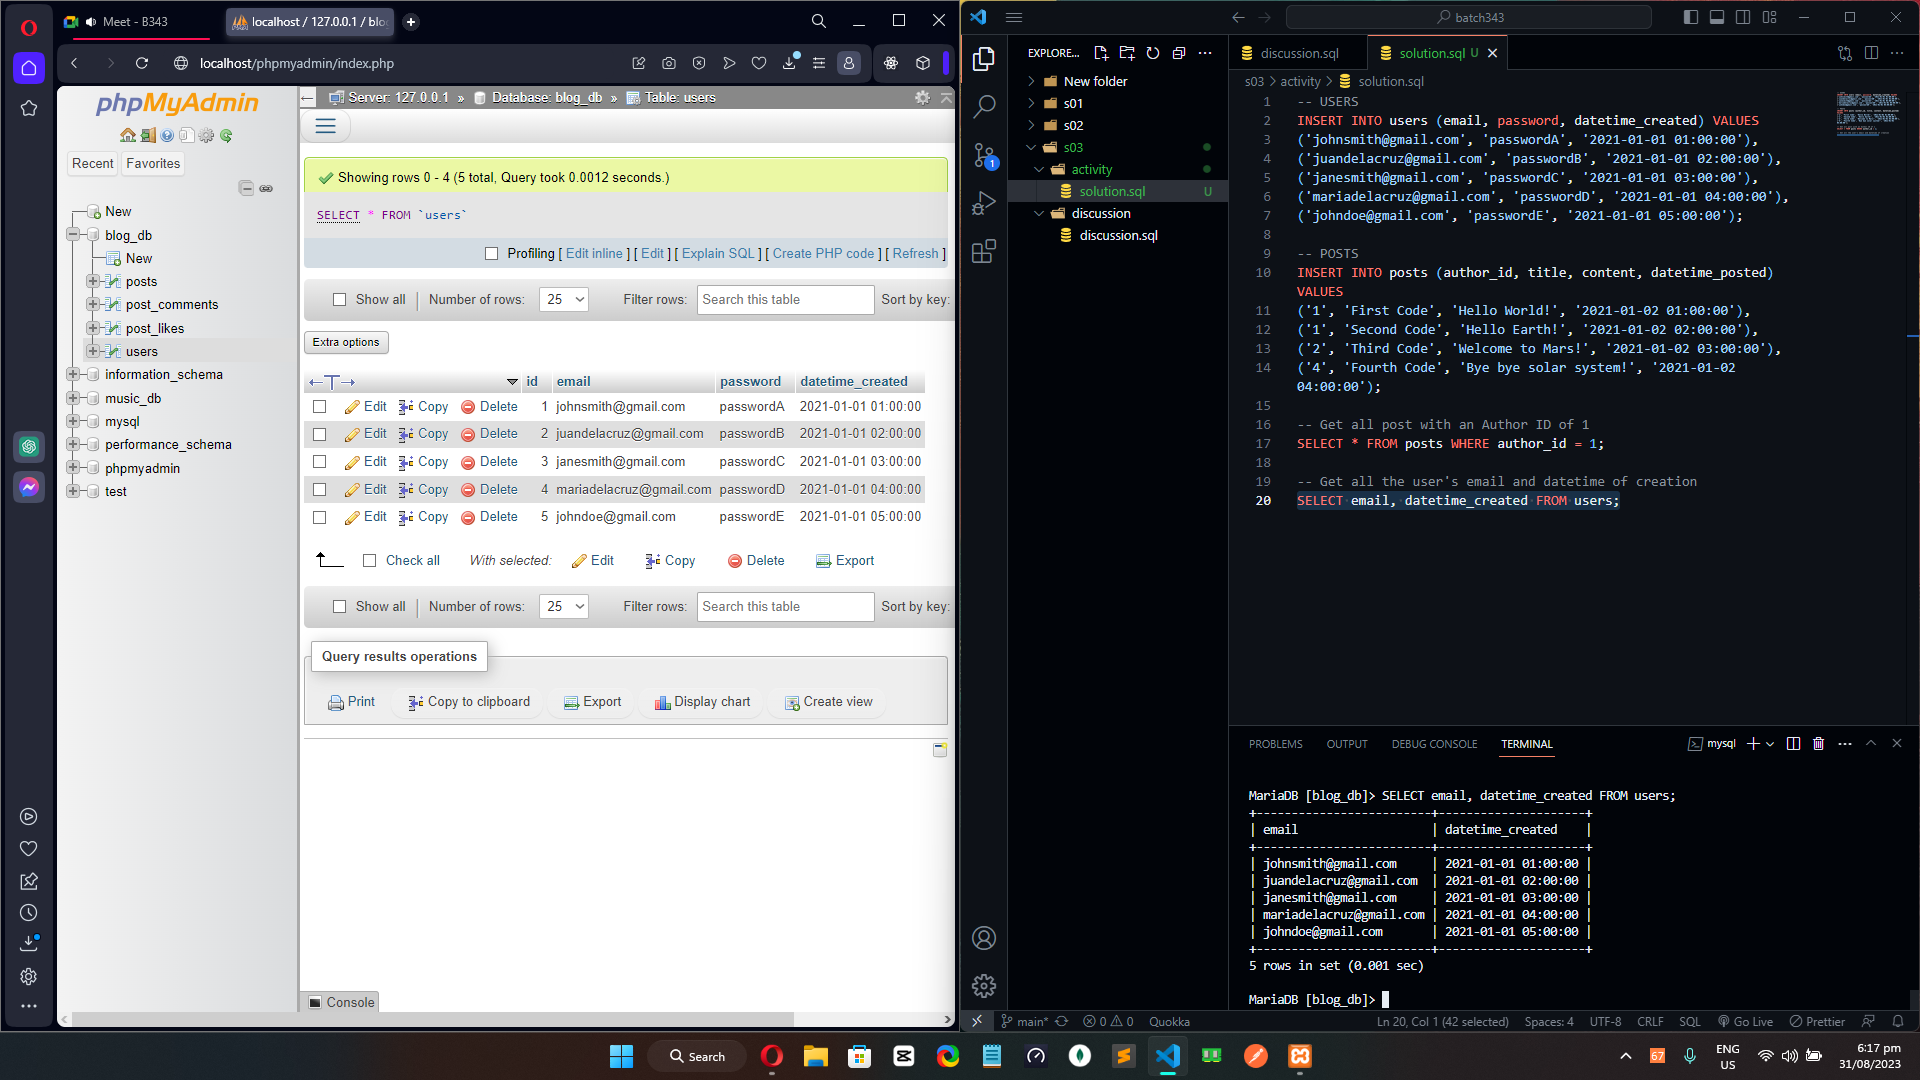 Meet - B343
localhost / 127.0.0.1 / blo
localhost/phpmyadmin/index.php
phpMyAdmin
Recent
Favorites
New
blog_db
New
posts
post_comments
post_likes
users
information_schema
music_db
mysql
performance_schema
phpmyadmin
test
Server: 127.0.0.1 » Database: blog_db » Table: users
Showing rows 0 - 4 (5 total, Query took 0.0012 seconds.)
SELECT * FROM `users`
Profiling [ Edit inline ] [ Edit ] [ Explain SQL ] [ Create PHP code ] [ Refresh ]
Show all | Number of rows: 25 Filter rows: Search this table Sort by key:
Extra options
id email password datetime_created
Edit Copy Delete 1 johnsmith@gmail.com passwordA 2021-01-01 01:00:00
Edit Copy Delete 2 juandelacruz@gmail.com passwordB 2021-01-01 02:00:00
Edit Copy Delete 3 janesmith@gmail.com passwordC 2021-01-01 03:00:00
Edit Copy Delete 4 mariadelacruz@gmail.com passwordD 2021-01-01 04:00:00
Edit Copy Delete 5 johndoe@gmail.com passwordE 2021-01-01 05:00:00
Check all With selected: Edit Copy Delete Export
Show all | Number of rows: 25 Filter rows: Search this table Sort by key:
Query results operations
Print Copy to clipboard Export Display chart Create view
Console
batch343
EXPLORE...
New folder
s01
s02
s03
activity
solution.sql U
discussion
discussion.sql
1
discussion.sql
solution.sql U
s03 > activity > solution.sql
1 -- USERS
2 INSERT INTO users (email, password, datetime_created) VALUES
3 ('johnsmith@gmail.com', 'passwordA', '2021-01-01 01:00:00'),
4 ('juandelacruz@gmail.com', 'passwordB', '2021-01-01 02:00:00'),
5 ('janesmith@gmail.com', 'passwordC', '2021-01-01 03:00:00'),
6 ('mariadelacruz@gmail.com', 'passwordD', '2021-01-01 04:00:00'),
7 ('johndoe@gmail.com', 'passwordE', '2021-01-01 05:00:00');
8
9 -- POSTS
10 INSERT INTO posts (author_id, title, content, datetime_posted)
VALUES
11 ('1', 'First Code', 'Hello World!', '2021-01-02 01:00:00'),
12 ('1', 'Second Code', 'Hello Earth!', '2021-01-02 02:00:00'),
13 ('2', 'Third Code', 'Welcome to Mars!', '2021-01-02 03:00:00'),
14 ('4', 'Fourth Code', 'Bye bye solar system!', '2021-01-02
04:00:00');
15
16 -- Get all post with an Author ID of 1
17 SELECT * FROM posts WHERE author_id = 1;
18
19 -- Get all the user's email and datetime of creation
20 SELECT email, datetime_created FROM users;
PROBLEMS OUTPUT DEBUG CONSOLE TERMINAL
mysql
MariaDB [blog_db]> SELECT email, datetime_created FROM users;
+-------------------------+---------------------+
| email | datetime_created |
+-------------------------+---------------------+
| johnsmith@gmail.com | 2021-01-01 01:00:00 |
| juandelacruz@gmail.com | 2021-01-01 02:00:00 |
| janesmith@gmail.com | 2021-01-01 03:00:00 |
| mariadelacruz@gmail.com | 2021-01-01 04:00:00 |
| johndoe@gmail.com | 2021-01-01 05:00:00 |
+-------------------------+---------------------+
5 rows in set (0.001 sec)
MariaDB [blog_db]>
main* 0 0 Quokka
Ln 20, Col 1 (42 selected) Spaces: 4 UTF-8 CRLF SQL Go Live Prettier
Search
67
ENG
US
6:17 pm
31/08/2023